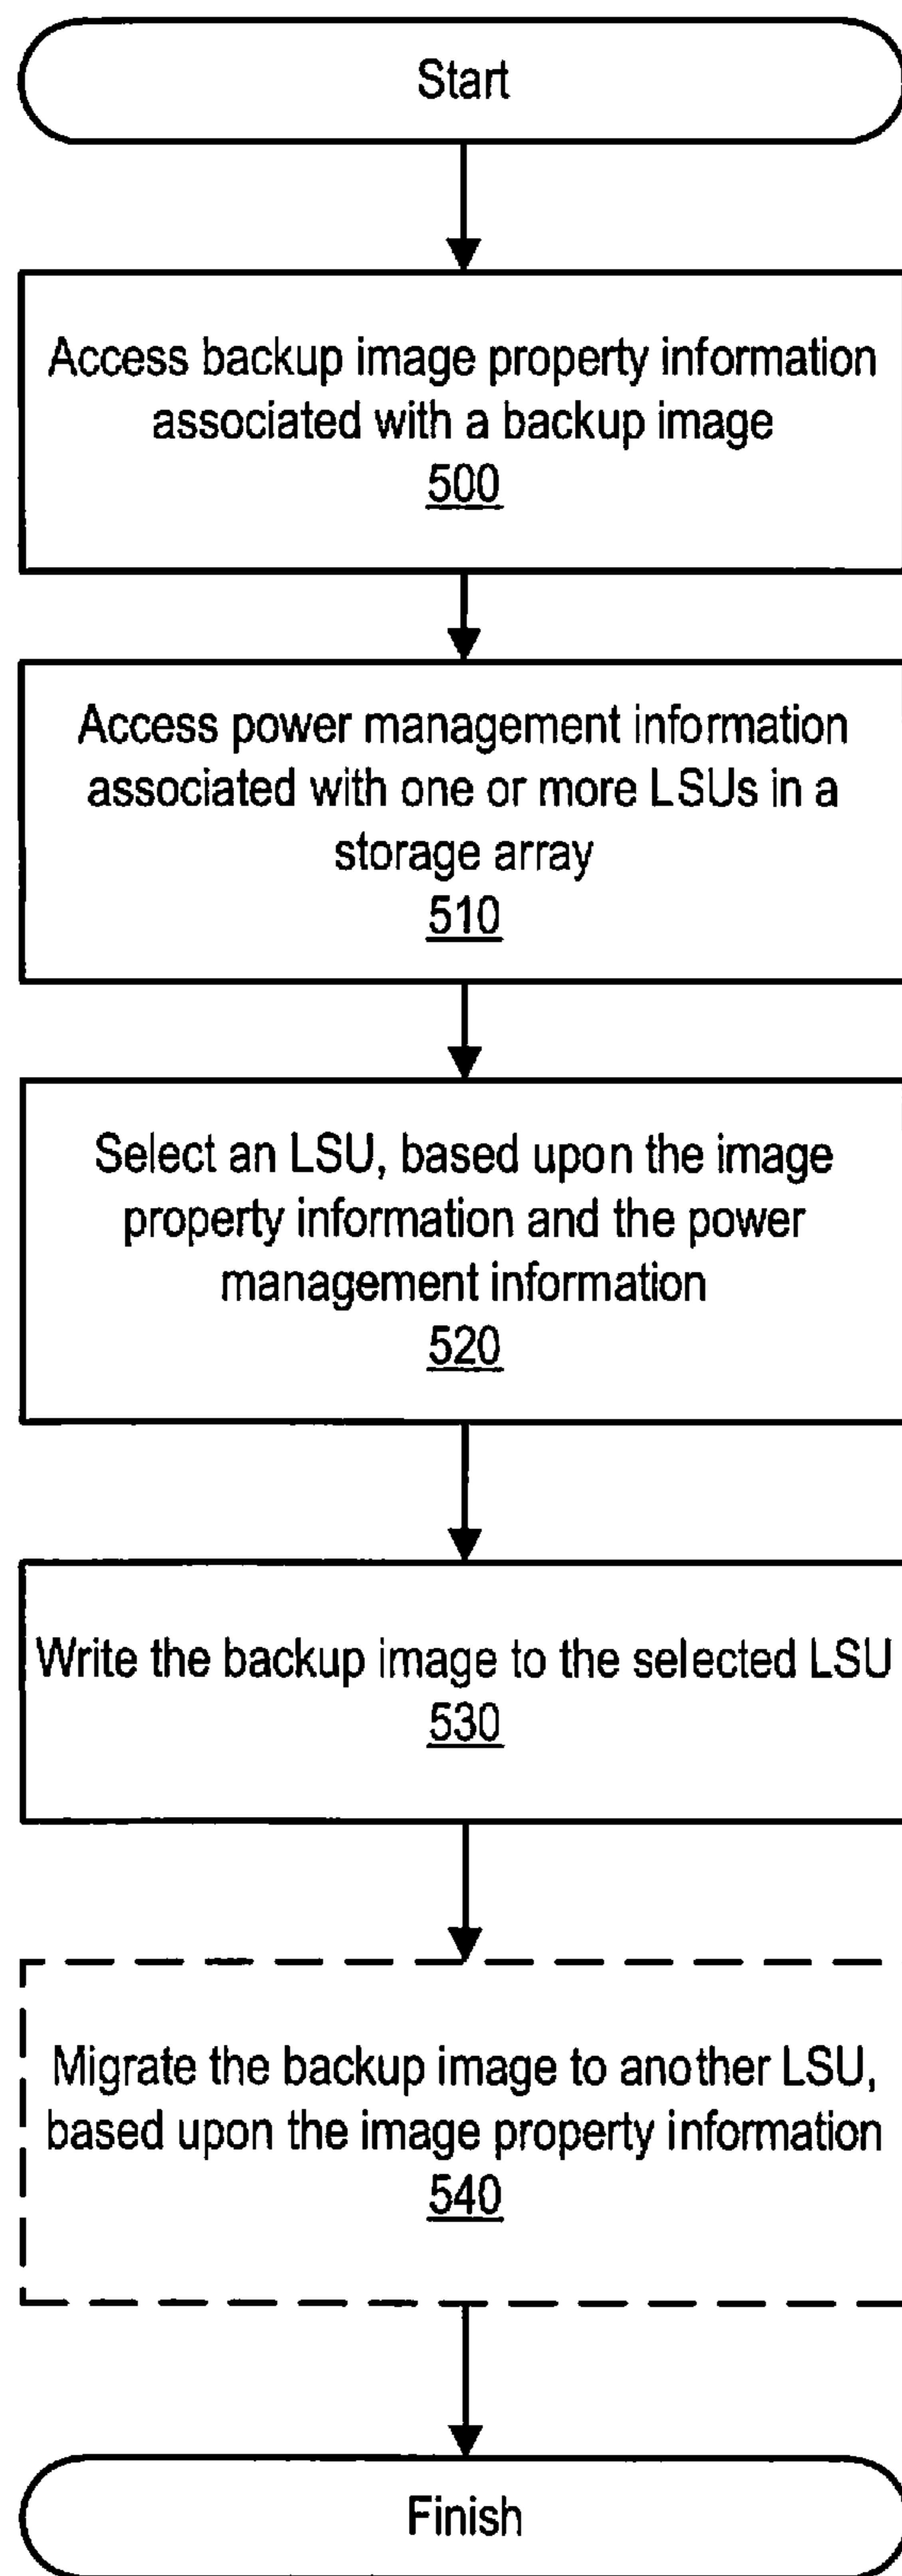 Start
Access backup image property information
associated with a backup image
500
Access power management information
associated with one or more LSUs in a
storage array
510
Select an LSU, based upon the image
property information and the power
management information
520
Write the backup image to the selected LSU
530
Migrate the backup image to another LSU,
based upon the image property information
540
Finish